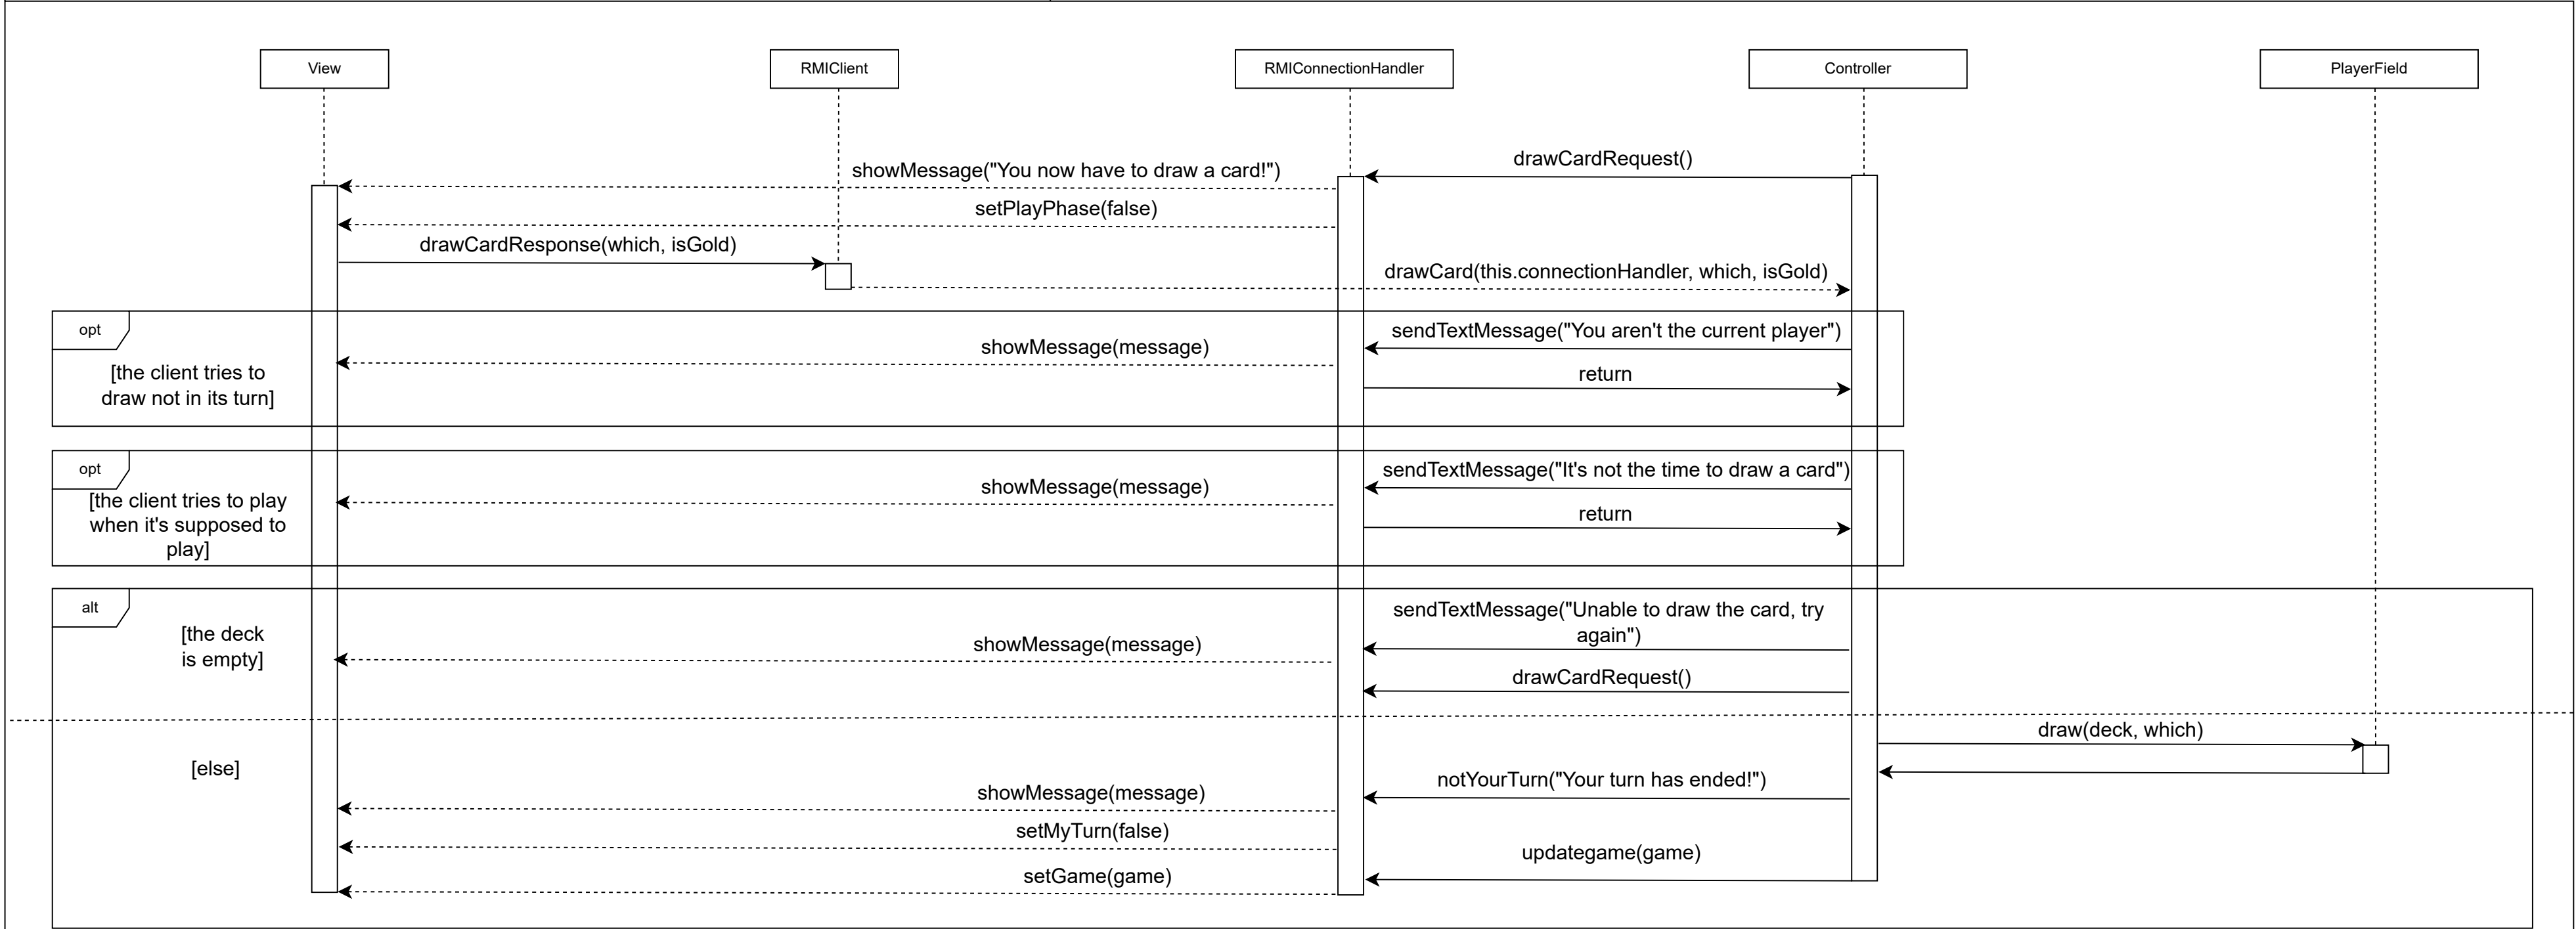 View
RMIClient
RMIConnectionHandler
Controller
PlayerField
drawCardRequest()
showMessage("You now have to draw a card!")
setPlayPhase(false)
drawCardResponse(which, isGold)
drawCard(this.connectionHandler, which, isGold)
opt
sendTextMessage("You aren't the current player")
showMessage(message)
[the client tries to
draw not in its turn]
return
opt
sendTextMessage("It's not the time to draw a card")
showMessage(message)
[the client tries to play
when it's supposed to
play]
return
alt
sendTextMessage("Unable to draw the card, try
again")
[the deck
is empty]
showMessage(message)
drawCardRequest()
draw(deck, which)
[else]
notYourTurn("Your turn has ended!")
showMessage(message)
setMyTurn(false)
updategame(game)
setGame(game)